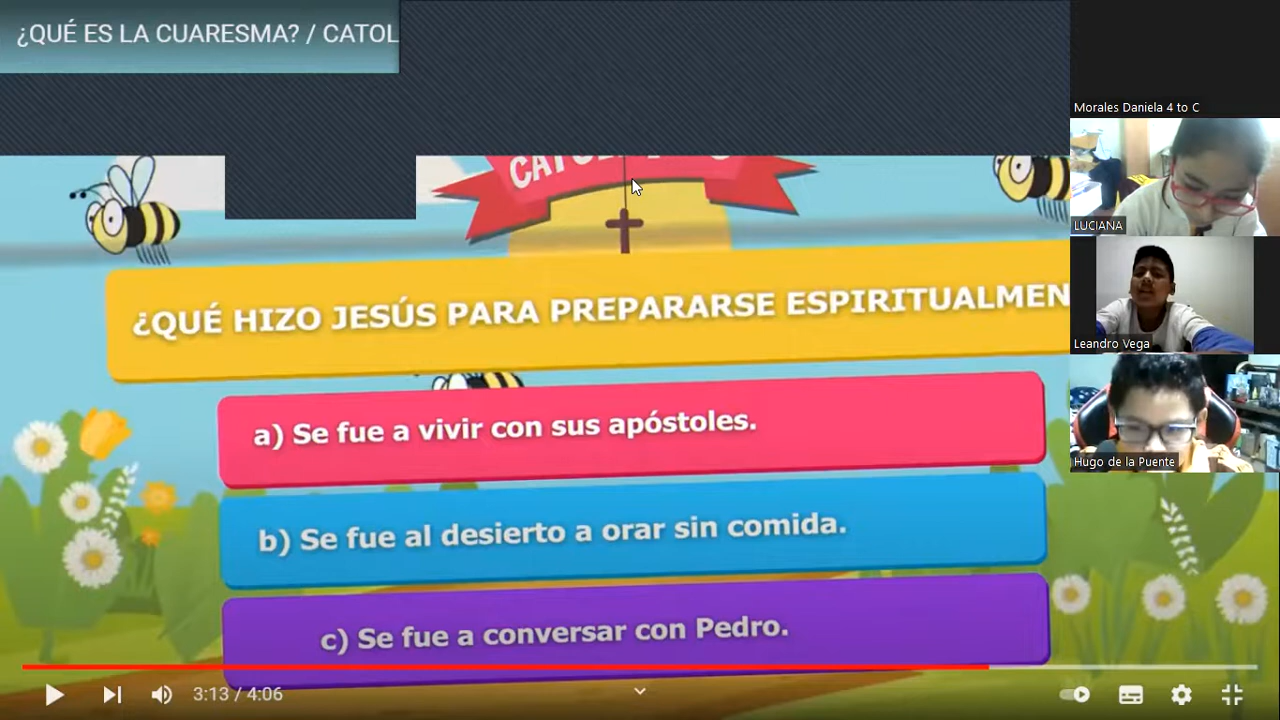 ¿QUÉ ES LA CUARESMA? / CATOL
Morales Daniela 4 to C
LUCIANA
Leandro Vega
Hugo de la Puente
¿QUÉ HIZO JESÚS PARA PREPARARSE ESPIRITUALMEN
a) Se fue a vivir con sus apóstoles.
b) Se fue al desierto a orar sin comida.
c) Se fue a conversar con Pedro.
3:13 / 4:06